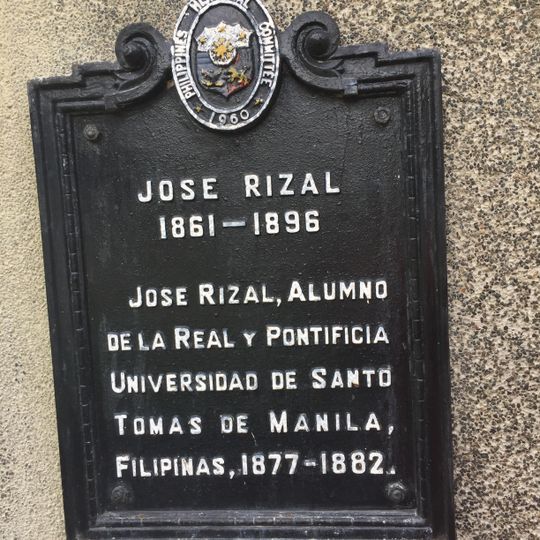 PHILIPPINES HISTORICAL COMMITTEE
1960
JOSE RIZAL
1861-1896
JOSE RIZAL, ALUMNO
DE LA REAL Y PONTIFICIA
UNIVERSIDAD DE SANTO
TOMAS DE MANILA,
FILIPINAS, 1877-1882.